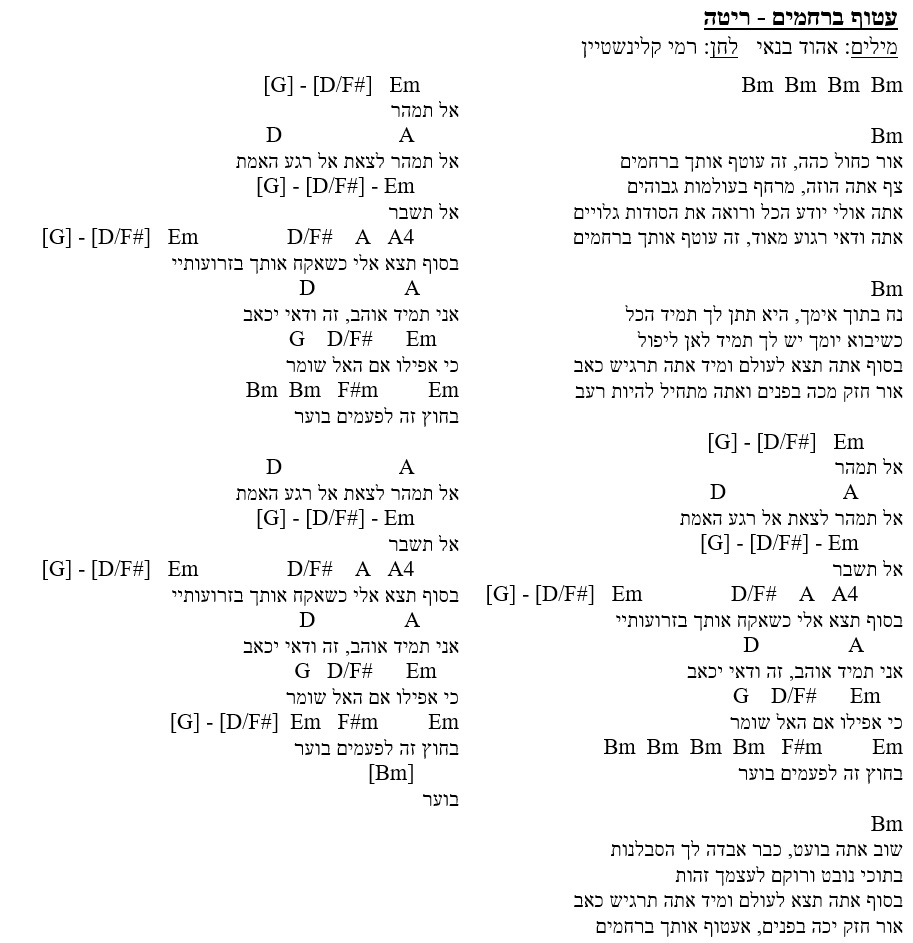 עטוף ברחמים - ריטה
מילים: אהוד בנאי   לחן: רמי קלינשטיין
Bm  Bm  Bm  Bm
Bm
אור כחול כהה, זה עוטף אותך ברחמים
צף אתה הוזה, מרחף בעולמות גבוהים
אתה אולי יודע הכל ורואה את הסודות גלויים
אתה ודאי רגוע מאוד, זה עוטף אותך ברחמים
Bm
נח בתוך אימך, היא תתן לך תמיד הכל
כשיבוא יומך יש לך תמיד לאן ליפול
בסוף אתה תצא לעולם ומיד אתה תרגיש כאב
אור חזק מכה בפנים ואתה מתחיל להיות רעב
[G] - [D/F#]   Em
אל תמהר
D                      A
אל תמהר לצאת אל רגע האמת
[G] - [D/F#] - Em
אל תשבר
[G] - [D/F#]   Em                D/F#    A   A4
בסוף תצא אלי כשאקח אותך בזרועותיי
D                A
אני תמיד אוהב, זה ודאי יכאב
G    D/F#      Em
כי אפילו אם האל שומר
Bm  Bm  Bm  Bm   F#m         Em
בחוץ זה לפעמים בוער
Bm
שוב אתה בועט, כבר אבדה לך הסבלנות
בתוכי נובט ורוקם לעצמך זהות
בסוף אתה תצא לעולם ומיד אתה תרגיש כאב
אור חזק יכה בפנים, אעטוף אותך ברחמים
[G] - [D/F#]   Em
אל תמהר
D                      A
אל תמהר לצאת אל רגע האמת
[G] - [D/F#] - Em
אל תשבר
[G] - [D/F#]   Em                D/F#    A   A4
בסוף תצא אלי כשאקח אותך בזרועותיי
D                A
אני תמיד אוהב, זה ודאי יכאב
G    D/F#      Em
כי אפילו אם האל שומר
Bm  Bm   F#m         Em
בחוץ זה לפעמים בוער
D                      A
אל תמהר לצאת אל רגע האמת
[G] - [D/F#] - Em
אל תשבר
[G] - [D/F#]   Em                D/F#    A   A4
בסוף תצא אלי כשאקח אותך בזרועותיי
D                A
אני תמיד אוהב, זה ודאי יכאב
G   D/F#      Em
כי אפילו אם האל שומר
[G] - [D/F#]  Em   F#m         Em
בחוץ זה לפעמים בוער
[Bm]
בוער